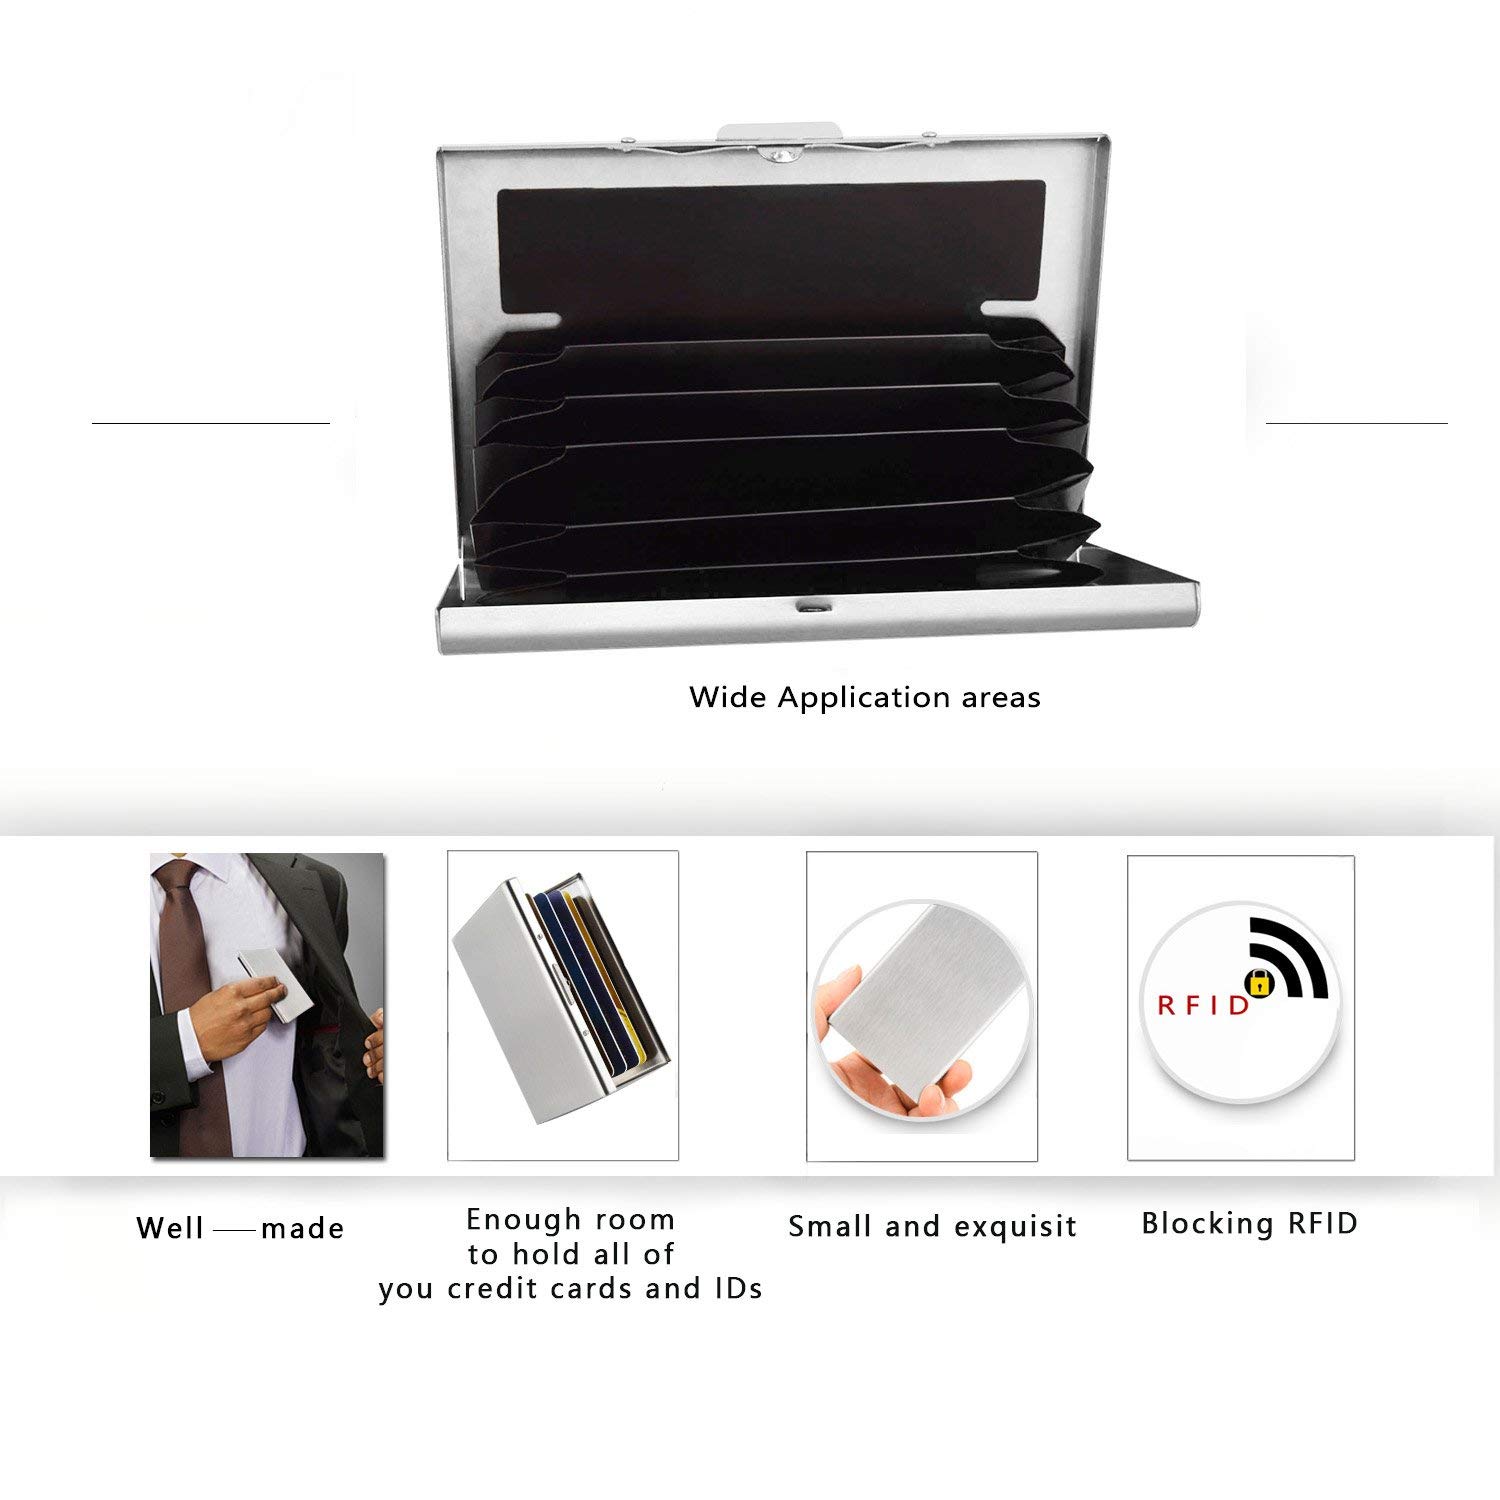 Wide Application areas
RFID
Well — made
Enough room
to hold all of
you credit cards and IDs
Small and exquisit
Blocking RFID